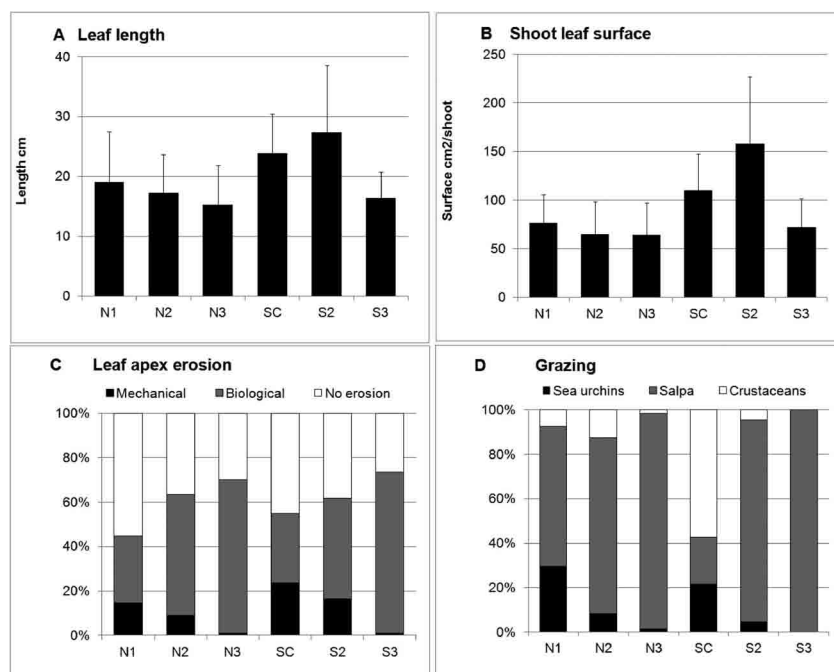 A Leaf length
40
30
20
10
0
Length cm
N1 N2 N3 SC S2 S3
B Shoot leaf surface
250
200
150
100
50
0
Surface cm2/shoot
N1 N2 N3 SC S2 S3
C Leaf apex erosion
Mechanical Biological No erosion
100%
80%
60%
40%
20%
0%
N1 N2 N3 SC S2 S3
D Grazing
Sea urchins Salpa Crustaceans
100%
80%
60%
40%
20%
0%
N1 N2 N3 SC S2 S3